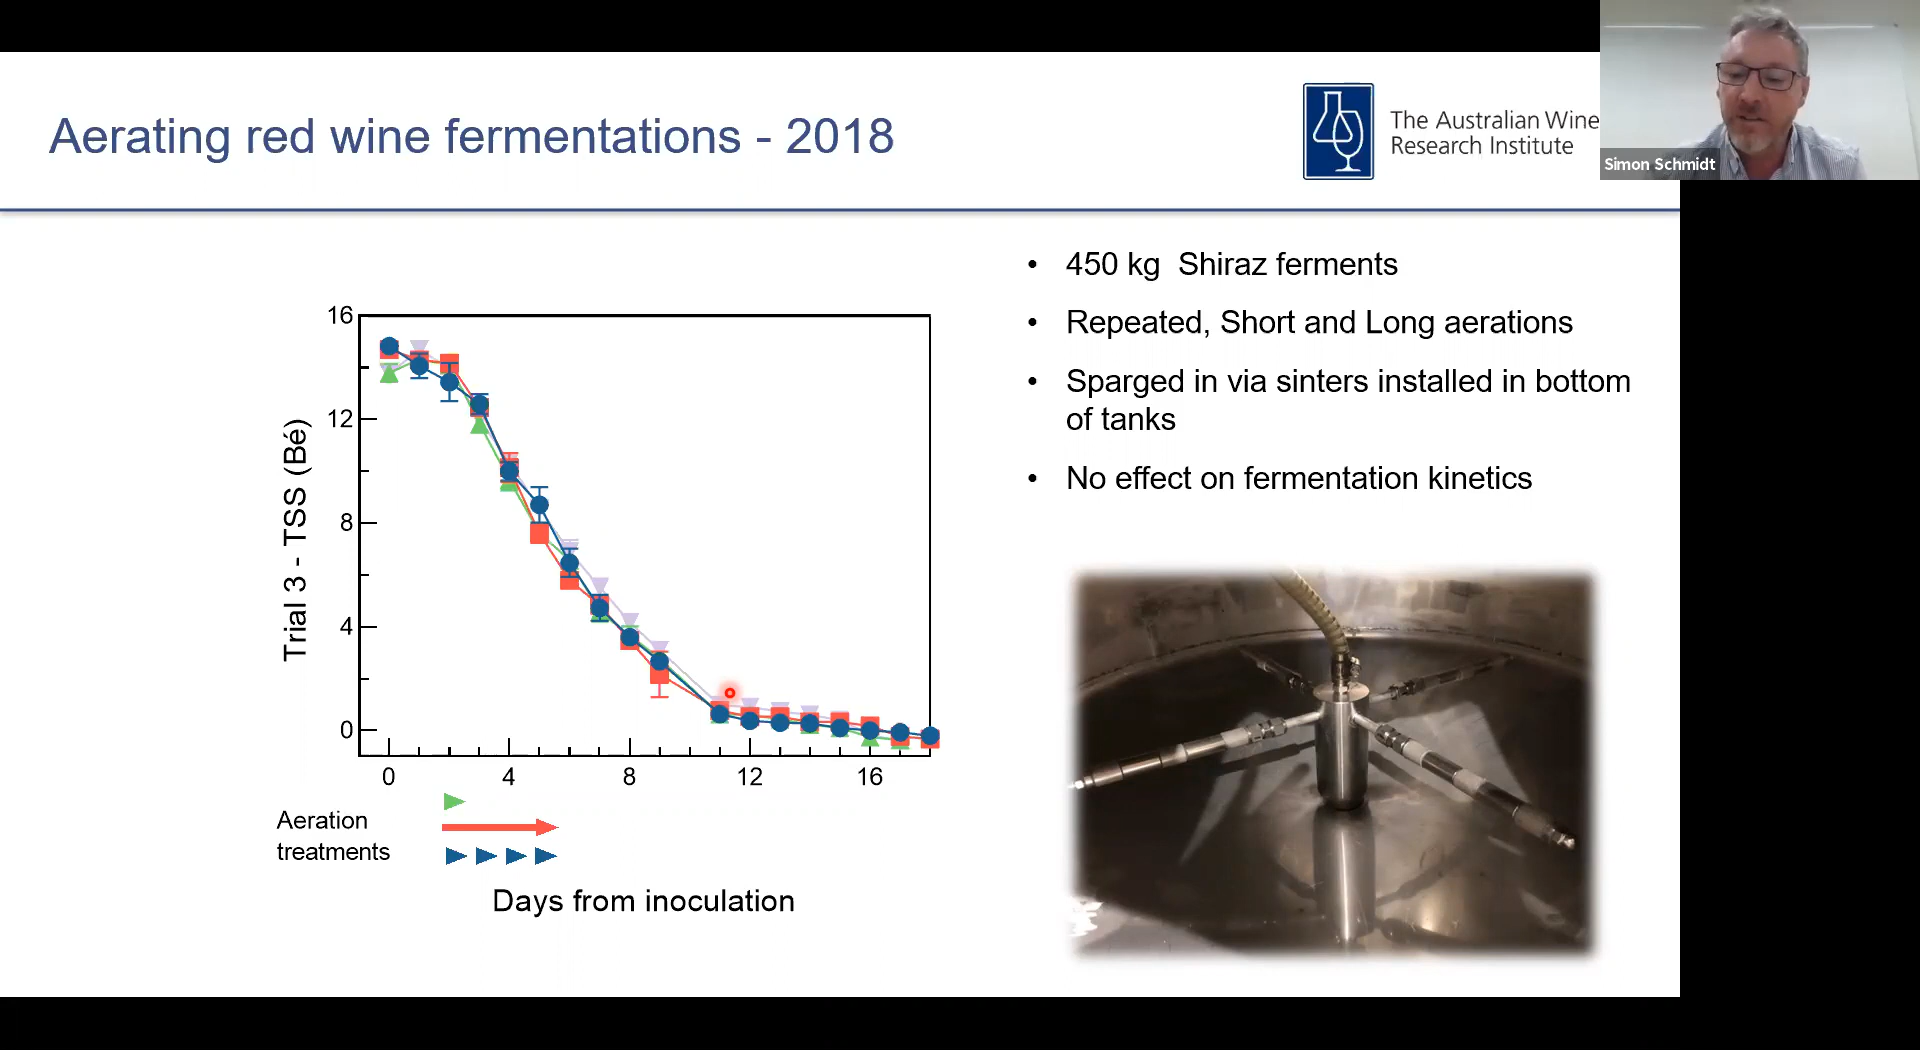 Aerating red wine fermentations - 2018
The Australian Wine
Research Institute
Simon Schmidt
• 450 kg Shiraz ferments
• Repeated, Short and Long aerations
• Sparged in via sinters installed in bottom
of tanks
• No effect on fermentation kinetics
Trial 3 - TSS (Bé)
16
12
8
4
0
0 4 8 12 16
Aeration
treatments
Days from inoculation